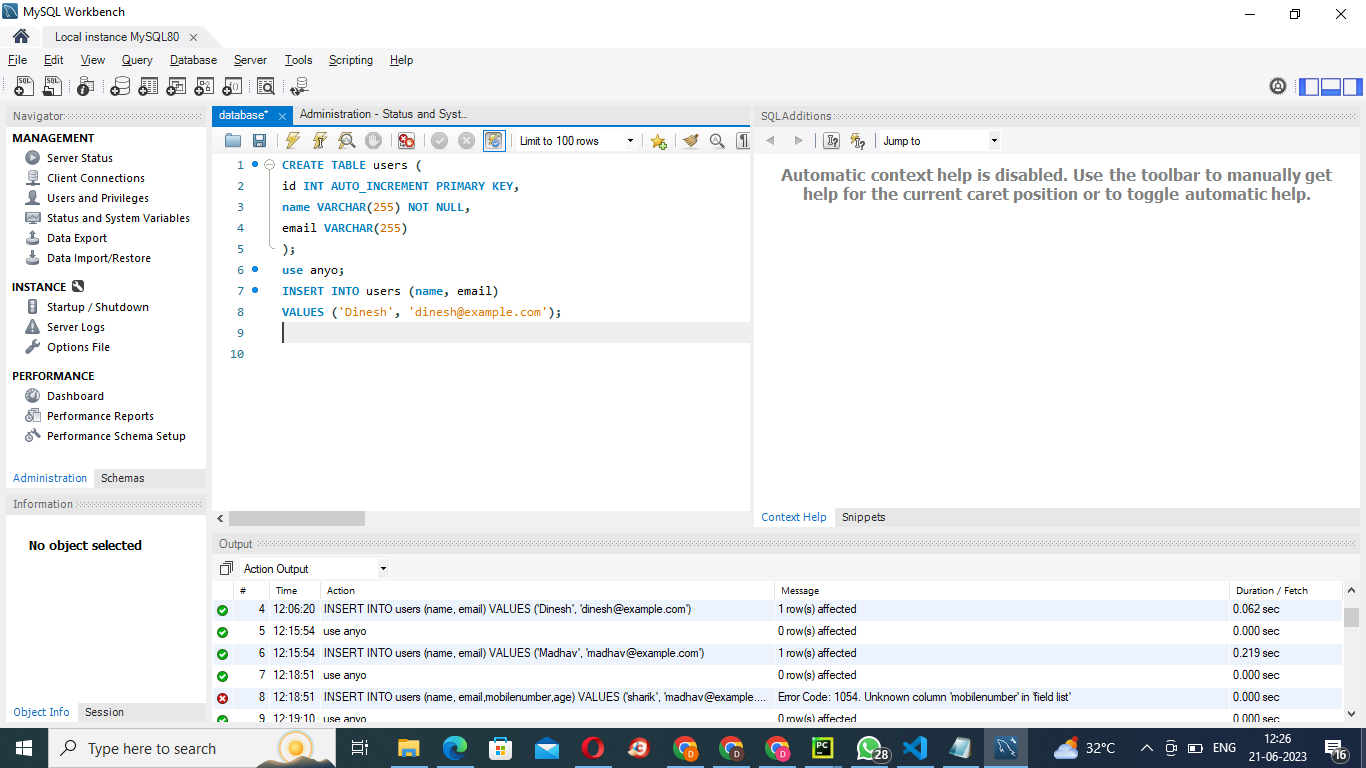 MySQL Workbench
Local instance MySQL80
File Edit View Query Database Server Tools Scripting Help
Navigator
MANAGEMENT
Server Status
Client Connections
Users and Privileges
Status and System Variables
Data Export
Data Import/Restore
INSTANCE
Startup / Shutdown
Server Logs
Options File
PERFORMANCE
Dashboard
Performance Reports
Performance Schema Setup
Administration Schemas
Information
No object selected
Object Info Session
database* Administration - Status and Syst...
Limit to 100 rows
1 CREATE TABLE users (
2 id INT AUTO_INCREMENT PRIMARY KEY,
3 name VARCHAR(255) NOT NULL,
4 email VARCHAR(255)
5 );
6 use anyo;
7 INSERT INTO users (name, email)
8 VALUES ('Dinesh', 'dinesh@example.com');
9
10
SQLAdditions
Jump to
Automatic context help is disabled. Use the toolbar to manually get
help for the current caret position or to toggle automatic help.
Context Help Snippets
Output
Action Output
# Time Action Message Duration / Fetch
4 12:06:20 INSERT INTO users (name, email) VALUES ('Dinesh', 'dinesh@example.com') 1 row(s) affected 0.062 sec
5 12:15:54 use anyo 0 row(s) affected 0.000 sec
6 12:15:54 INSERT INTO users (name, email) VALUES ('Madhav', 'madhav@example.com') 1 row(s) affected 0.219 sec
7 12:18:51 use anyo 0 row(s) affected 0.000 sec
8 12:18:51 INSERT INTO users (name, email,mobilenumber,age) VALUES ('sharik', 'madhav@example.... Error Code: 1054. Unknown column 'mobilenumber' in 'field list' 0.000 sec
9 12:19:10 use anyo 0 row(s) affected 0.000 sec
Type here to search
28
32°C
ENG
12:26
21-06-2023
16